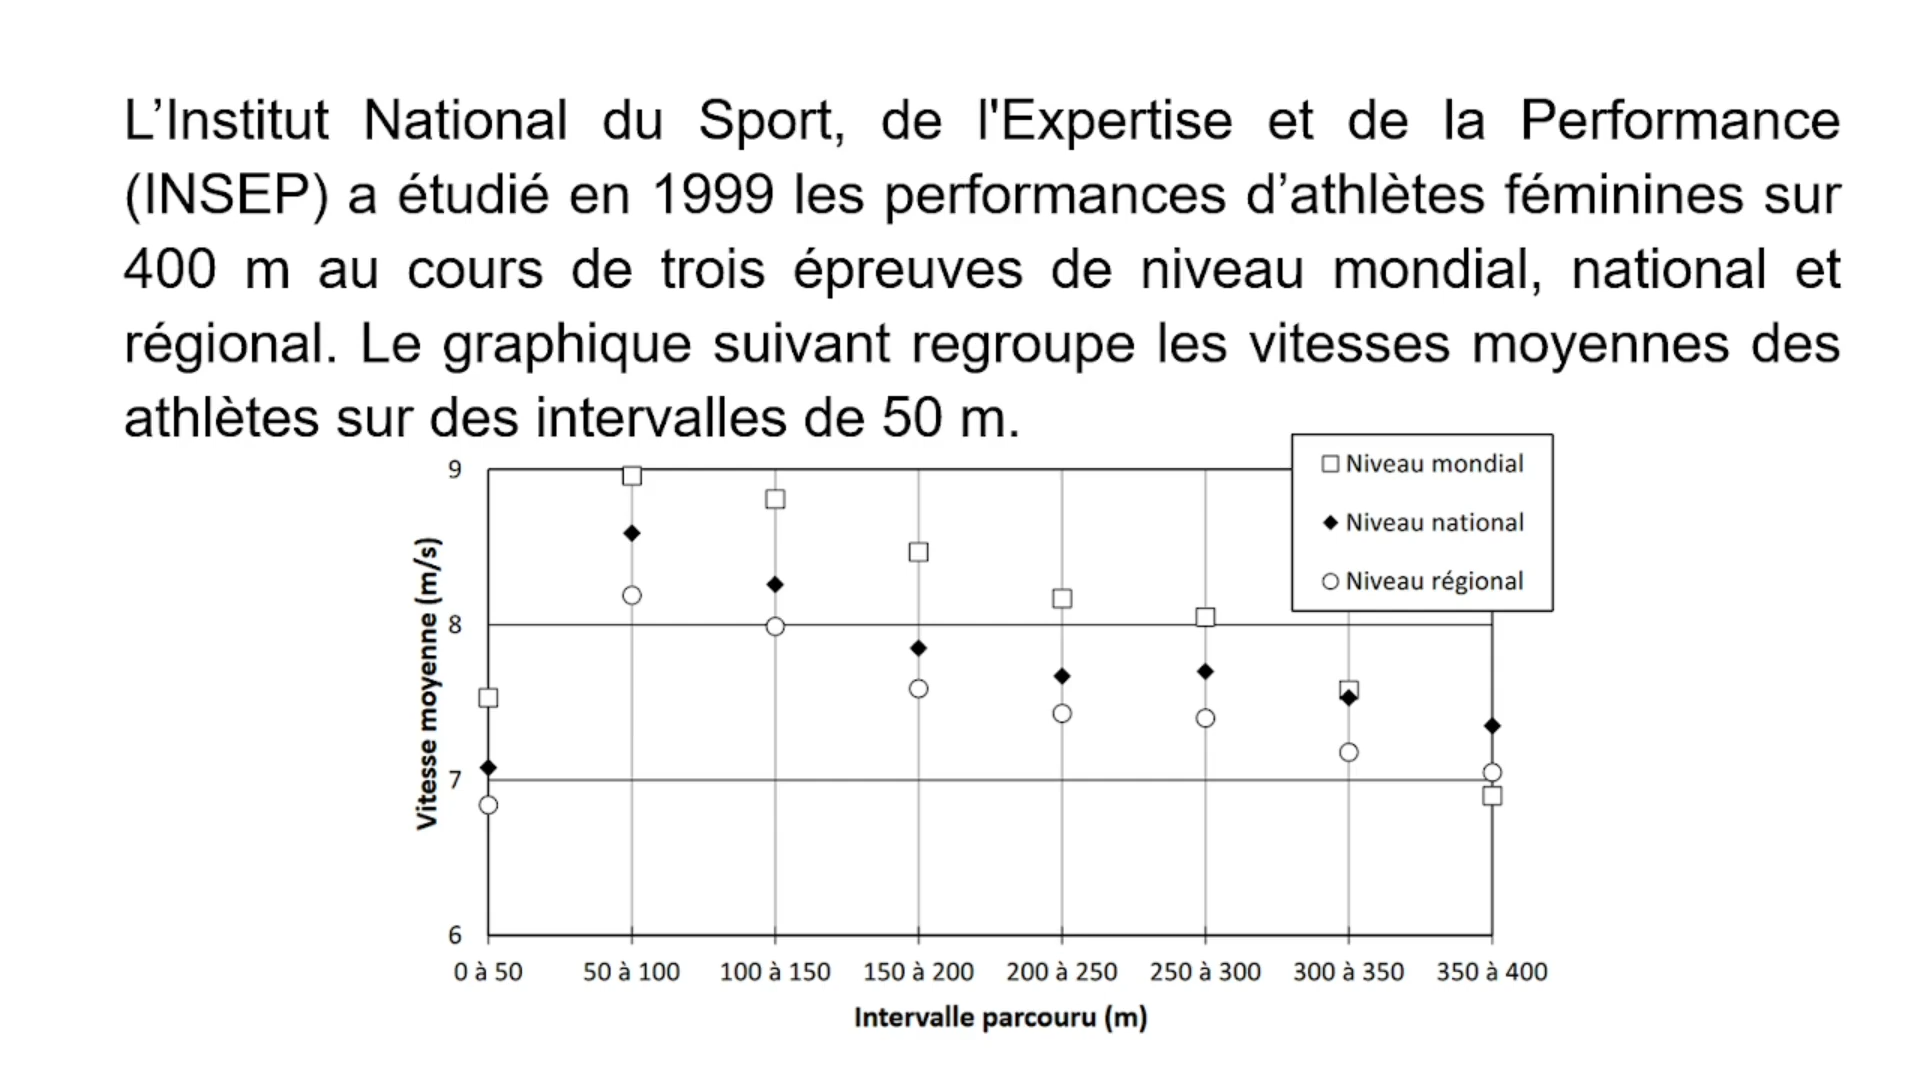 L’Institut National du Sport, de l'Expertise et de la Performance
(INSEP) a étudié en 1999 les performances d’athlètes féminines sur
400 m au cours de trois épreuves de niveau mondial, national et
régional. Le graphique suivant regroupe les vitesses moyennes des
athlètes sur des intervalles de 50 m.
Niveau mondial
Niveau national
Niveau régional
Vitesse moyenne (m/s)
9
8
7
6
0 à 50 50 à 100 100 à 150 150 à 200 200 à 250 250 à 300 300 à 350 350 à 400
Intervalle parcouru (m)